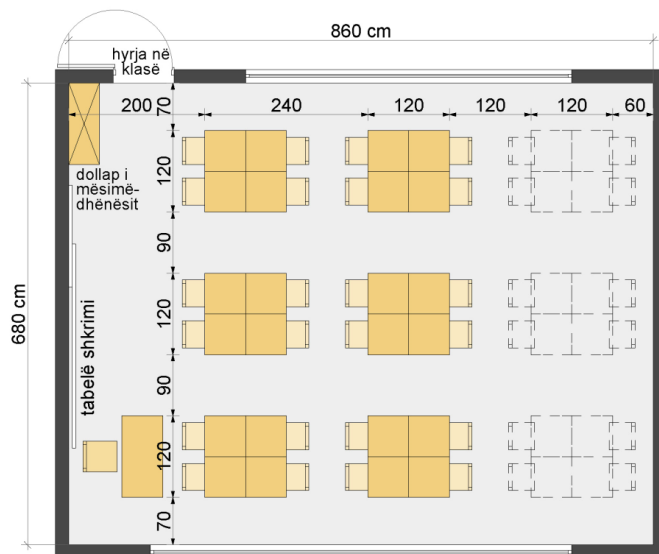 860 cm
hyrja në
klasë
200
240
120
120
120
60
70
120
90
120
90
120
70
dollap i
mësimë-
dhënësit
680 cm
tabelë shkrimi